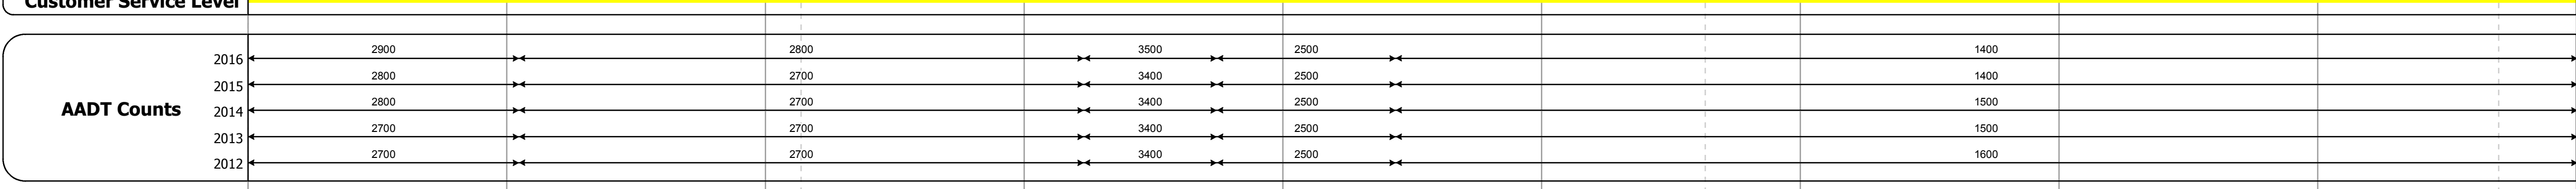 Customer Service Level
2016 2900 2800 3500 2500 1400
2015 2800 2700 3400 2500 1400
AADT Counts 2014 2800 2700 3400 2500 1500
2013 2700 2700 3400 2500 1500
2012 2700 2700 3400 2500 1600